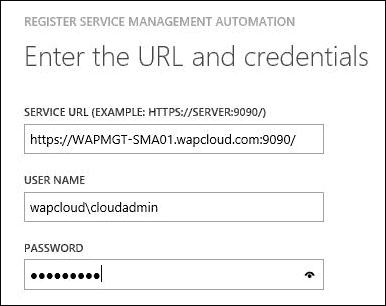 REGISTER SERVICE MANAGEMENT AUTOMATION
Enter the URL and credentials
SERVICE URL (EXAMPLE: HTTPS://SERVER:9090/)
https://WAPMGT-SMA01.wapcloud.com:9090/
USER NAME
wapcloud\cloudadmin
PASSWORD
●●●●●●●●●